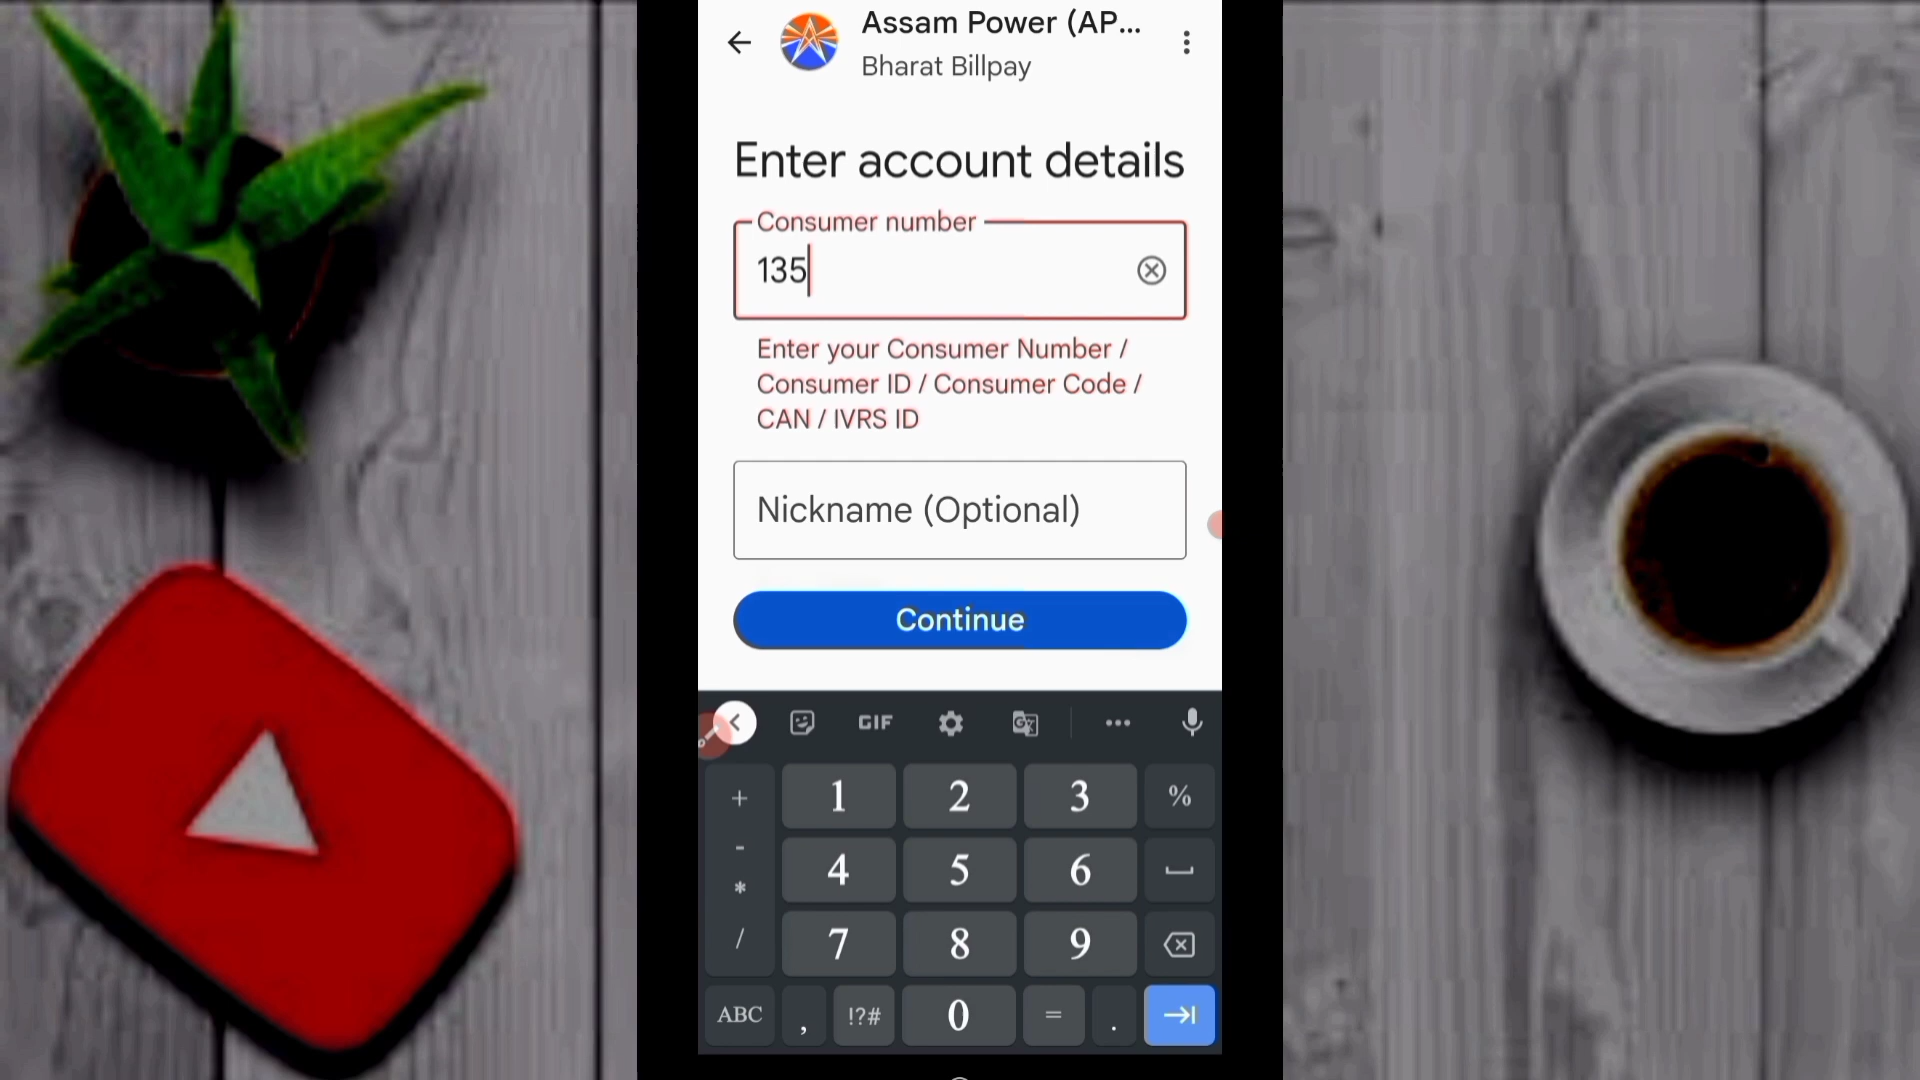 Assam Power (AP...
Bharat Billpay
Enter account details
Consumer number
135
Enter your Consumer Number /
Consumer ID / Consumer Code /
CAN / IVRS ID
Nickname (Optional)
Continue
GIF
+ 1 2 3 %
- 4 5 6
*
/ 7 8 9
ABC , !?# 0 = .